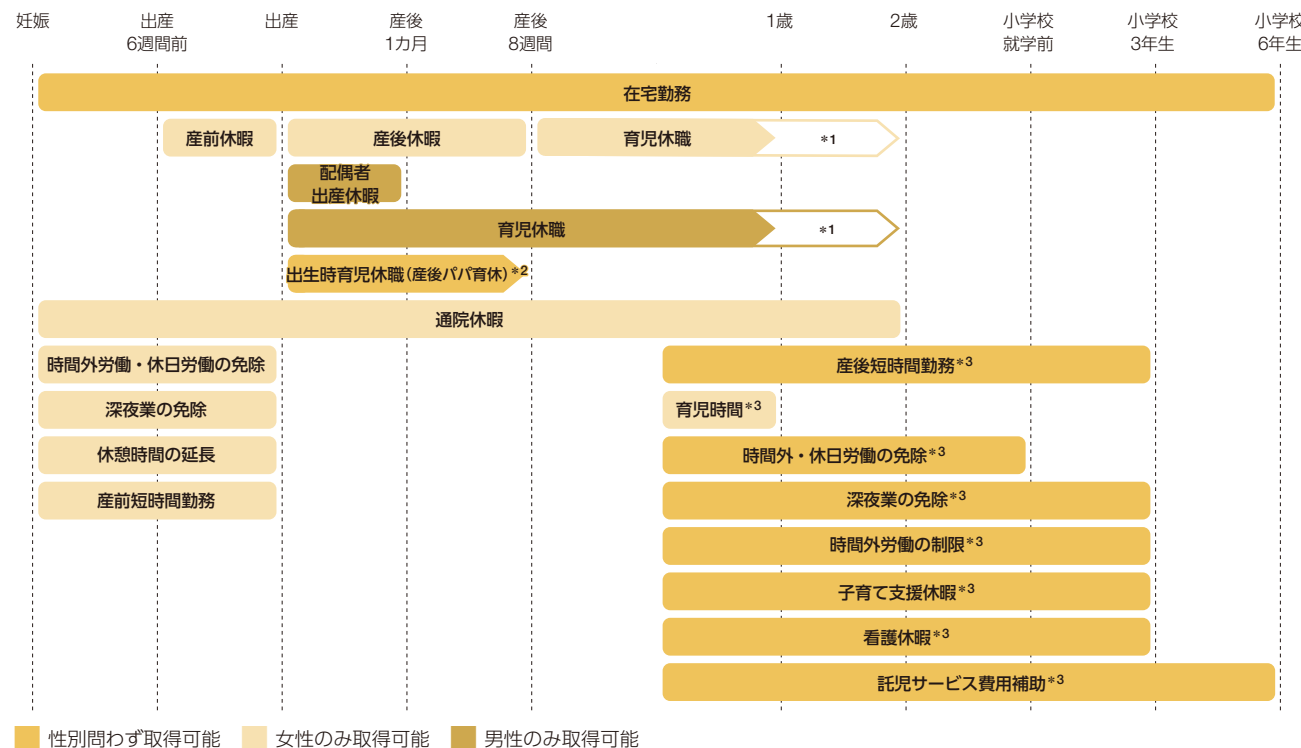 妊娠
出産
6週間前
出産
産後
1カ月
産後
8週間
1歳
2歳
小学校
就学前
小学校
3年生
小学校
6年生
在宅勤務
産前休暇
産後休暇
育児休職
*1
配偶者
出産休暇
育児休職
*1
出生時育児休職(産後パパ育休)*2
通院休暇
時間外労働・休日労働の免除
産後短時間勤務*3
深夜業の免除
育児時間*3
休憩時間の延長
時間外・休日労働の免除*3
産前短時間勤務
深夜業の免除*3
時間外労働の制限*3
子育て支援休暇*3
看護休暇*3
託児サービス費用補助*3
性別問わず取得可能
女性のみ取得可能
男性のみ取得可能